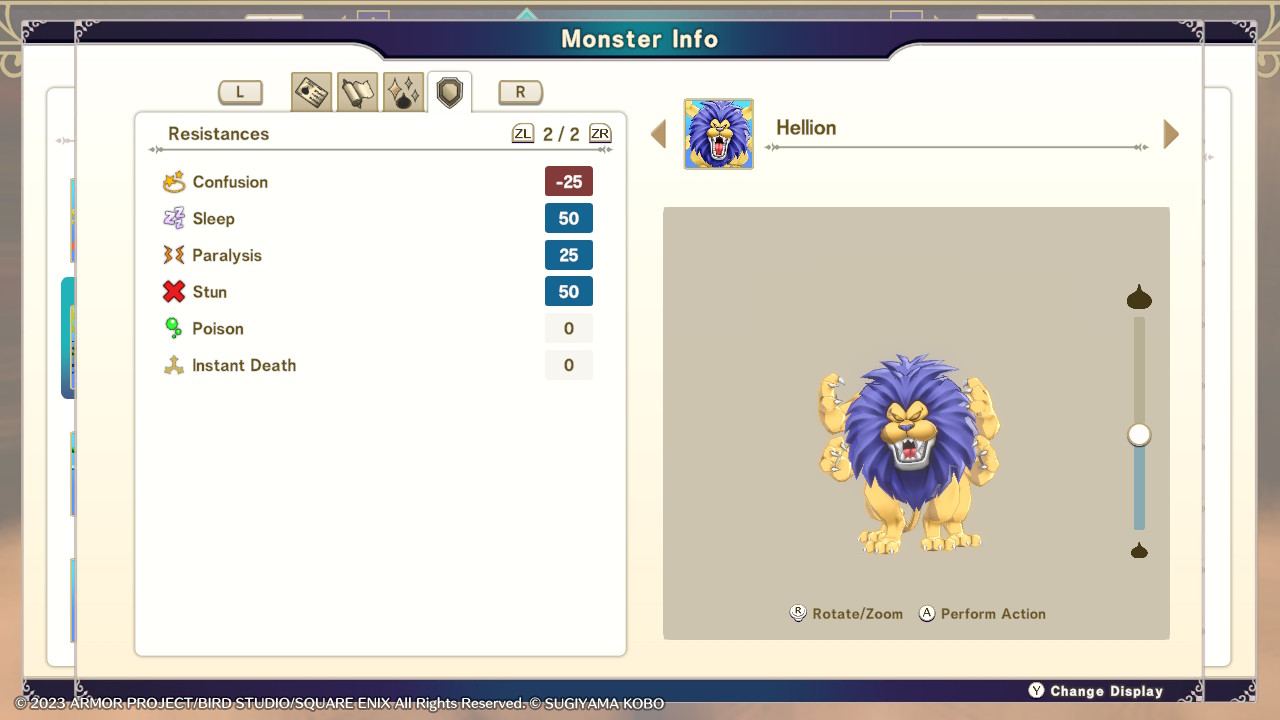 Monster Info
L
R
Resistances
ZL 2 / 2 ZR
Hellion
Confusion -25
Sleep 50
Paralysis 25
Stun 50
Poison 0
Instant Death 0
R Rotate/Zoom A Perform Action
Y Change Display
© 2023 ARMOR PROJECT/BIRD STUDIO/SQUARE ENIX All Rights Reserved. © SUGIYAMA KOBO